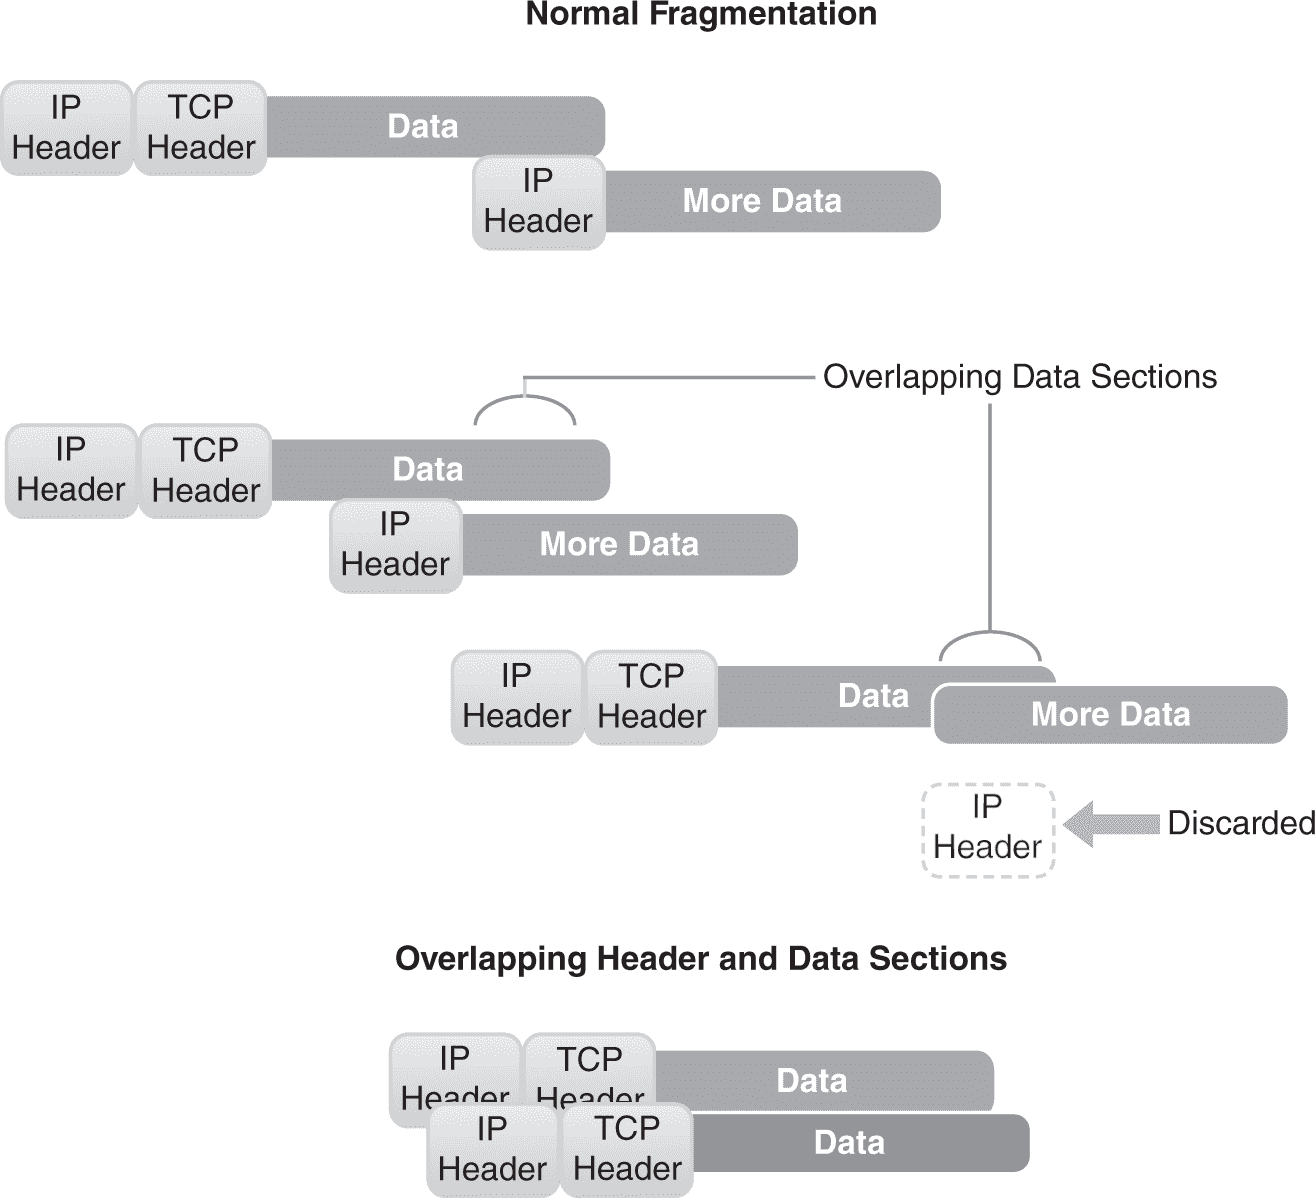 Normal Fragmentation
IP
Header
TCP
Header
Data
IP
Header
More Data
Overlapping Data Sections
IP
Header
TCP
Header
Data
IP
Header
More Data
IP
Header
TCP
Header
Data
More Data
IP
Header
Discarded
Overlapping Header and Data Sections
IP
Header
TCP
Header
Data
IP
Header
TCP
Header
Data